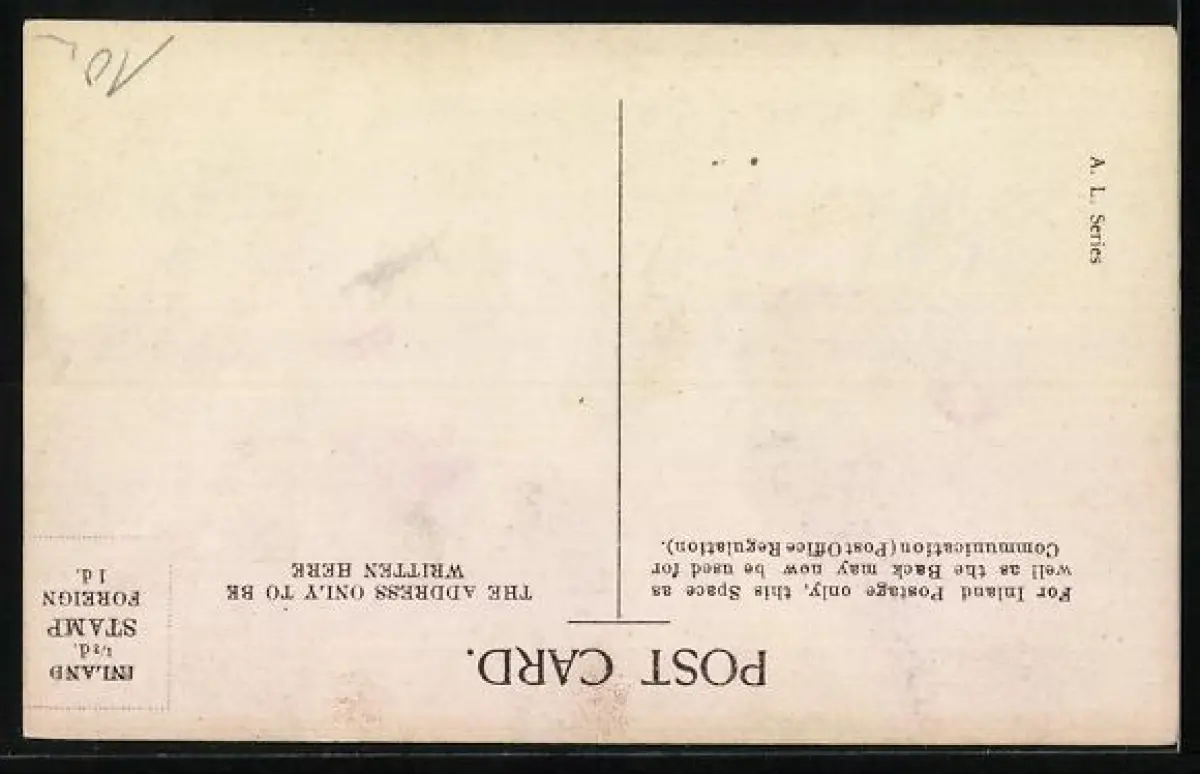 POST CARD.
For Inland Postage only, this Space as
well as the Back may now be used for
Communication (Post Office Regulation).
THE ADDRESS ONLY TO BE
WRITTEN HERE
INLAND
½d.
STAMP
FOREIGN
1d.
A. L. Series
10